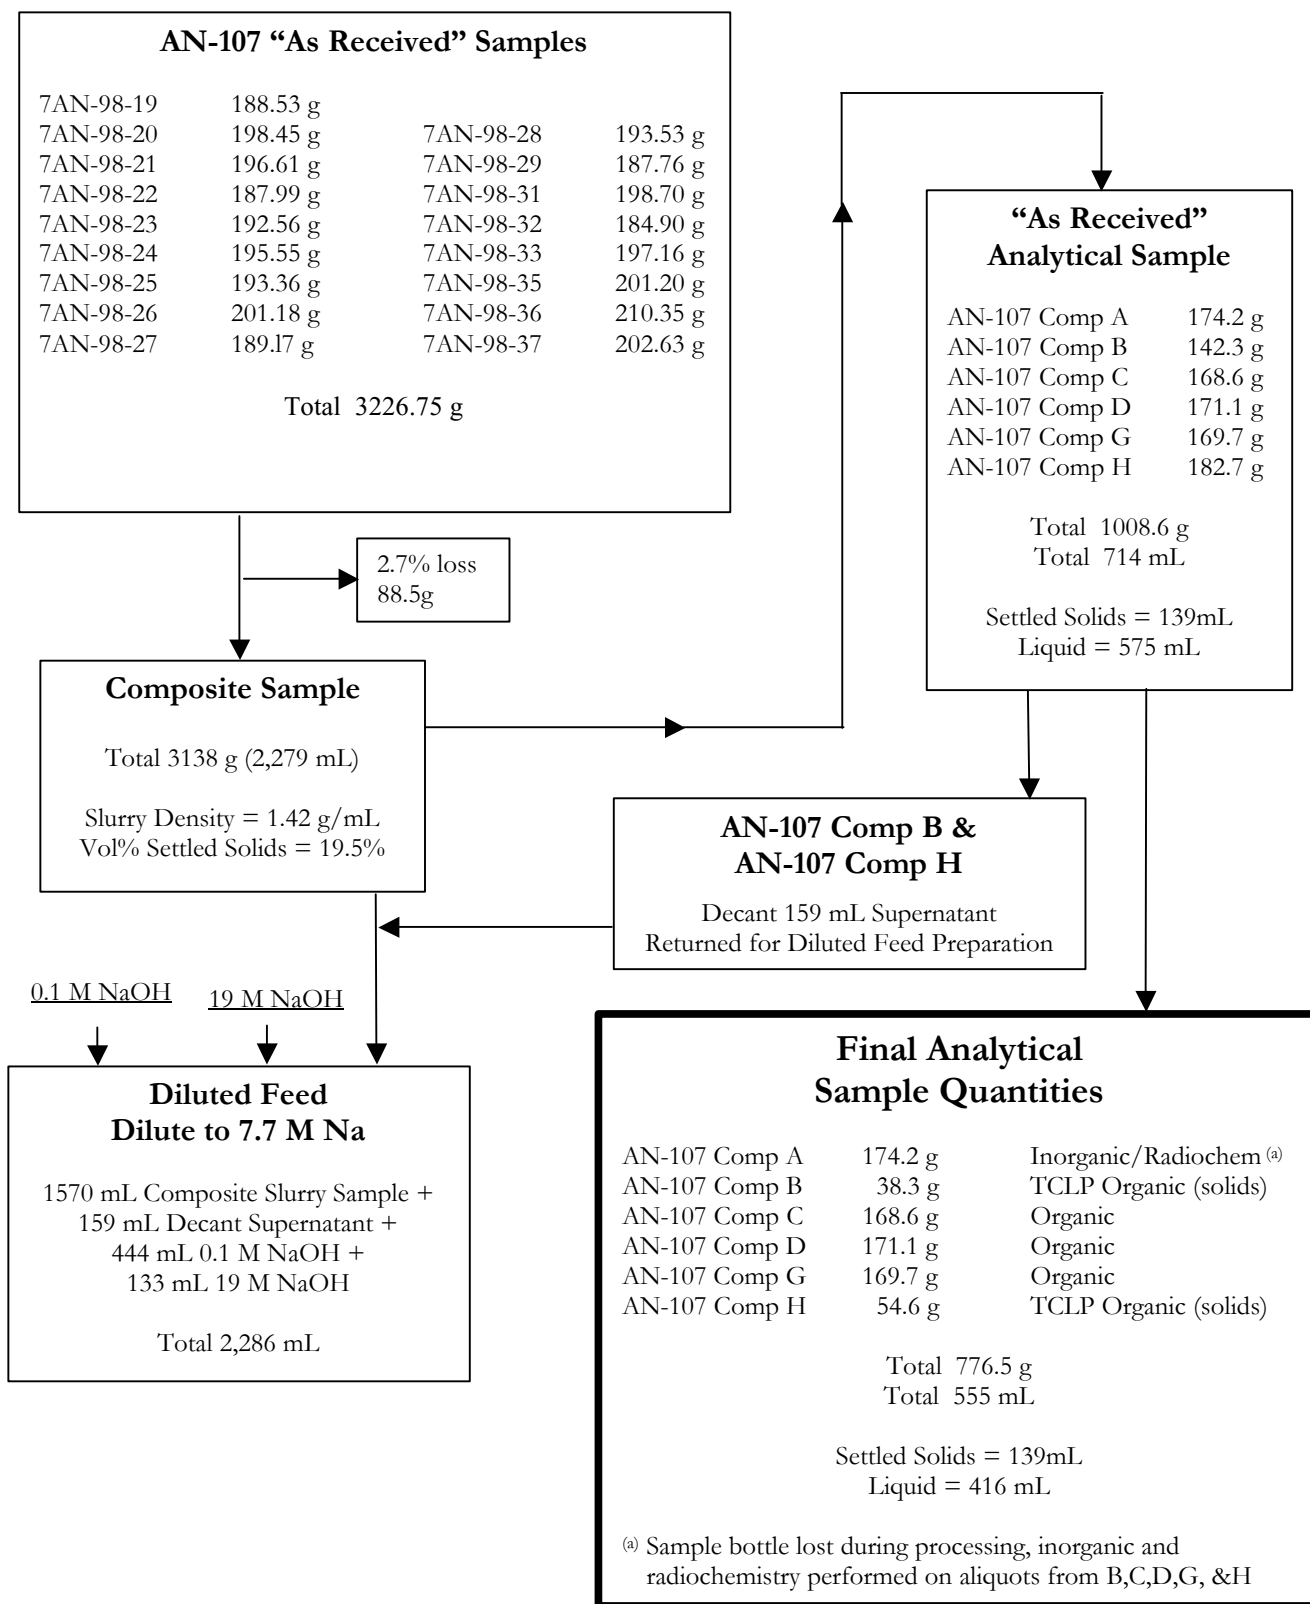 AN-107 “As Received” Samples
7AN-98-19 188.53 g
7AN-98-20 198.45 g 7AN-98-28 193.53 g
7AN-98-21 196.61 g 7AN-98-29 187.76 g
7AN-98-22 187.99 g 7AN-98-31 198.70 g
7AN-98-23 192.56 g 7AN-98-32 184.90 g
7AN-98-24 195.55 g 7AN-98-33 197.16 g
7AN-98-25 193.36 g 7AN-98-35 201.20 g
7AN-98-26 201.18 g 7AN-98-36 210.35 g
7AN-98-27 189.17 g 7AN-98-37 202.63 g
Total 3226.75 g
2.7% loss
88.5g
Composite Sample
Total 3138 g (2,279 mL)
Slurry Density = 1.42 g/mL
Vol% Settled Solids = 19.5%
“As Received”
Analytical Sample
AN-107 Comp A 174.2 g
AN-107 Comp B 142.3 g
AN-107 Comp C 168.6 g
AN-107 Comp D 171.1 g
AN-107 Comp G 169.7 g
AN-107 Comp H 182.7 g
Total 1008.6 g
Total 714 mL
Settled Solids = 139mL
Liquid = 575 mL
AN-107 Comp B &
AN-107 Comp H
Decant 159 mL Supernatant
Returned for Diluted Feed Preparation
0.1 M NaOH
19 M NaOH
Diluted Feed
Dilute to 7.7 M Na
1570 mL Composite Slurry Sample +
159 mL Decant Supernatant +
444 mL 0.1 M NaOH +
133 mL 19 M NaOH
Total 2,286 mL
Final Analytical
Sample Quantities
AN-107 Comp A 174.2 g Inorganic/Radiochem (a)
AN-107 Comp B 38.3 g TCLP Organic (solids)
AN-107 Comp C 168.6 g Organic
AN-107 Comp D 171.1 g Organic
AN-107 Comp G 169.7 g Organic
AN-107 Comp H 54.6 g TCLP Organic (solids)
Total 776.5 g
Total 555 mL
Settled Solids = 139mL
Liquid = 416 mL
(a) Sample bottle lost during processing, inorganic and
radiochemistry performed on aliquots from B,C,D,G, &H